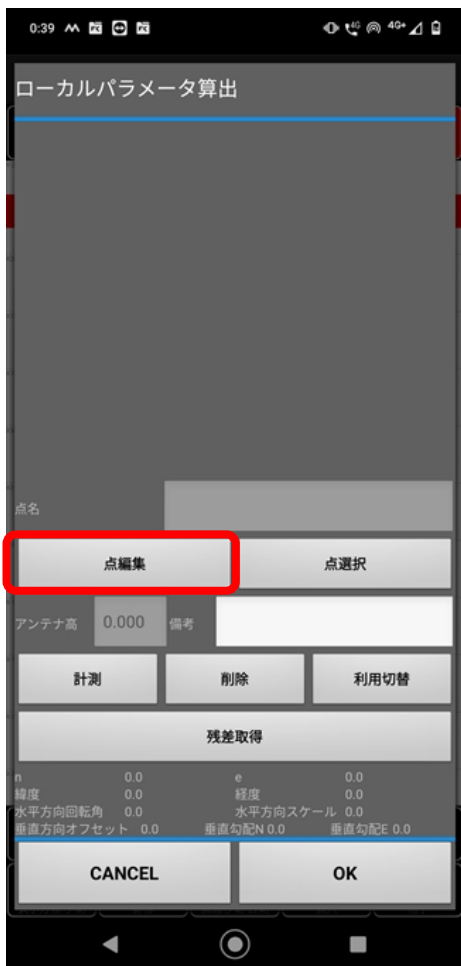 0:39 4G 4G+
ローカルパラメータ算出
点名
点編集 点選択
アンテナ高 0.000 備考
計測 削除 利用切替
残差取得
n 0.0 e 0.0
緯度 0.0 経度 0.0
水平方向回転角 0.0 水平方向スケール 0.0
垂直方向オフセット 0.0 垂直勾配N 0.0 垂直勾配E 0.0
CANCEL OK